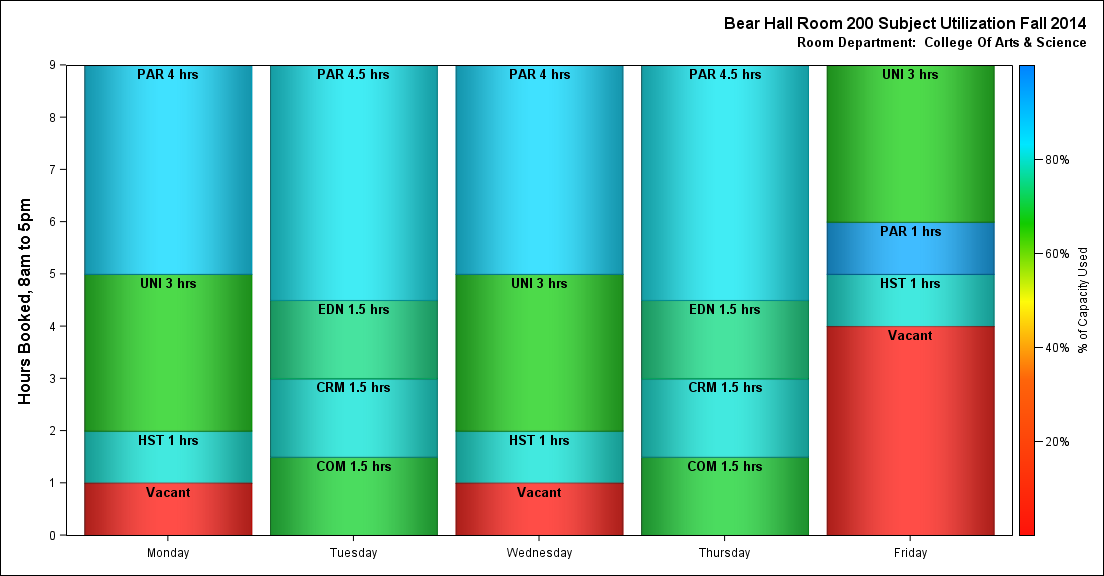 Bear Hall Room 200 Subject Utilization Fall 2014
Room Department:  College Of Arts & Science
Hours Booked, 8am to 5pm
9
8
7
6
5
4
3
2
1
0
PAR 4 hrs
UNI 3 hrs
HST 1 hrs
Vacant
Monday
PAR 4.5 hrs
EDN 1.5 hrs
CRM 1.5 hrs
COM 1.5 hrs
Tuesday
PAR 4 hrs
UNI 3 hrs
HST 1 hrs
Vacant
Wednesday
PAR 4.5 hrs
EDN 1.5 hrs
CRM 1.5 hrs
COM 1.5 hrs
Thursday
UNI 3 hrs
PAR 1 hrs
HST 1 hrs
Vacant
Friday
80%
60%
40%
20%
% of Capacity Used